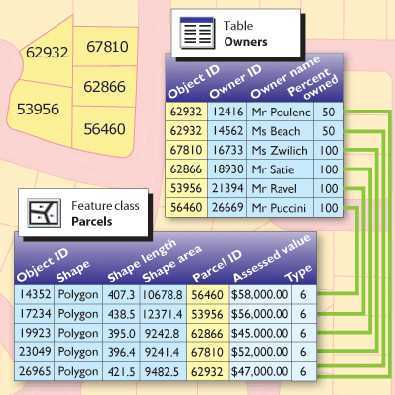 62932 67810
62866
53956
56460
Table
Owners
Object ID Owner ID Owner name Percent owned
62932 12416 Mr Poulenc 50
62932 14562 Ms Beach 50
67810 16733 Ms Zwilich 100
62866 18930 Mr Satie 100
53956 21394 Mr Ravel 100
56460 26669 Mr Puccini 100
Feature class
Parcels
Object ID Shape Shape length Shape area Parcel ID Assessed value Type
14352 Polygon 407.3 10678.8 56460 $58,000.00 6
17234 Polygon 438.5 12371.4 53956 $56,000.00 6
19923 Polygon 395.0 9242.8 62866 $45.000.00 6
23049 Polygon 396.4 9241.4 67810 $52,000.00 6
26965 Polygon 421.5 9482.5 62932 $47,000.00 6